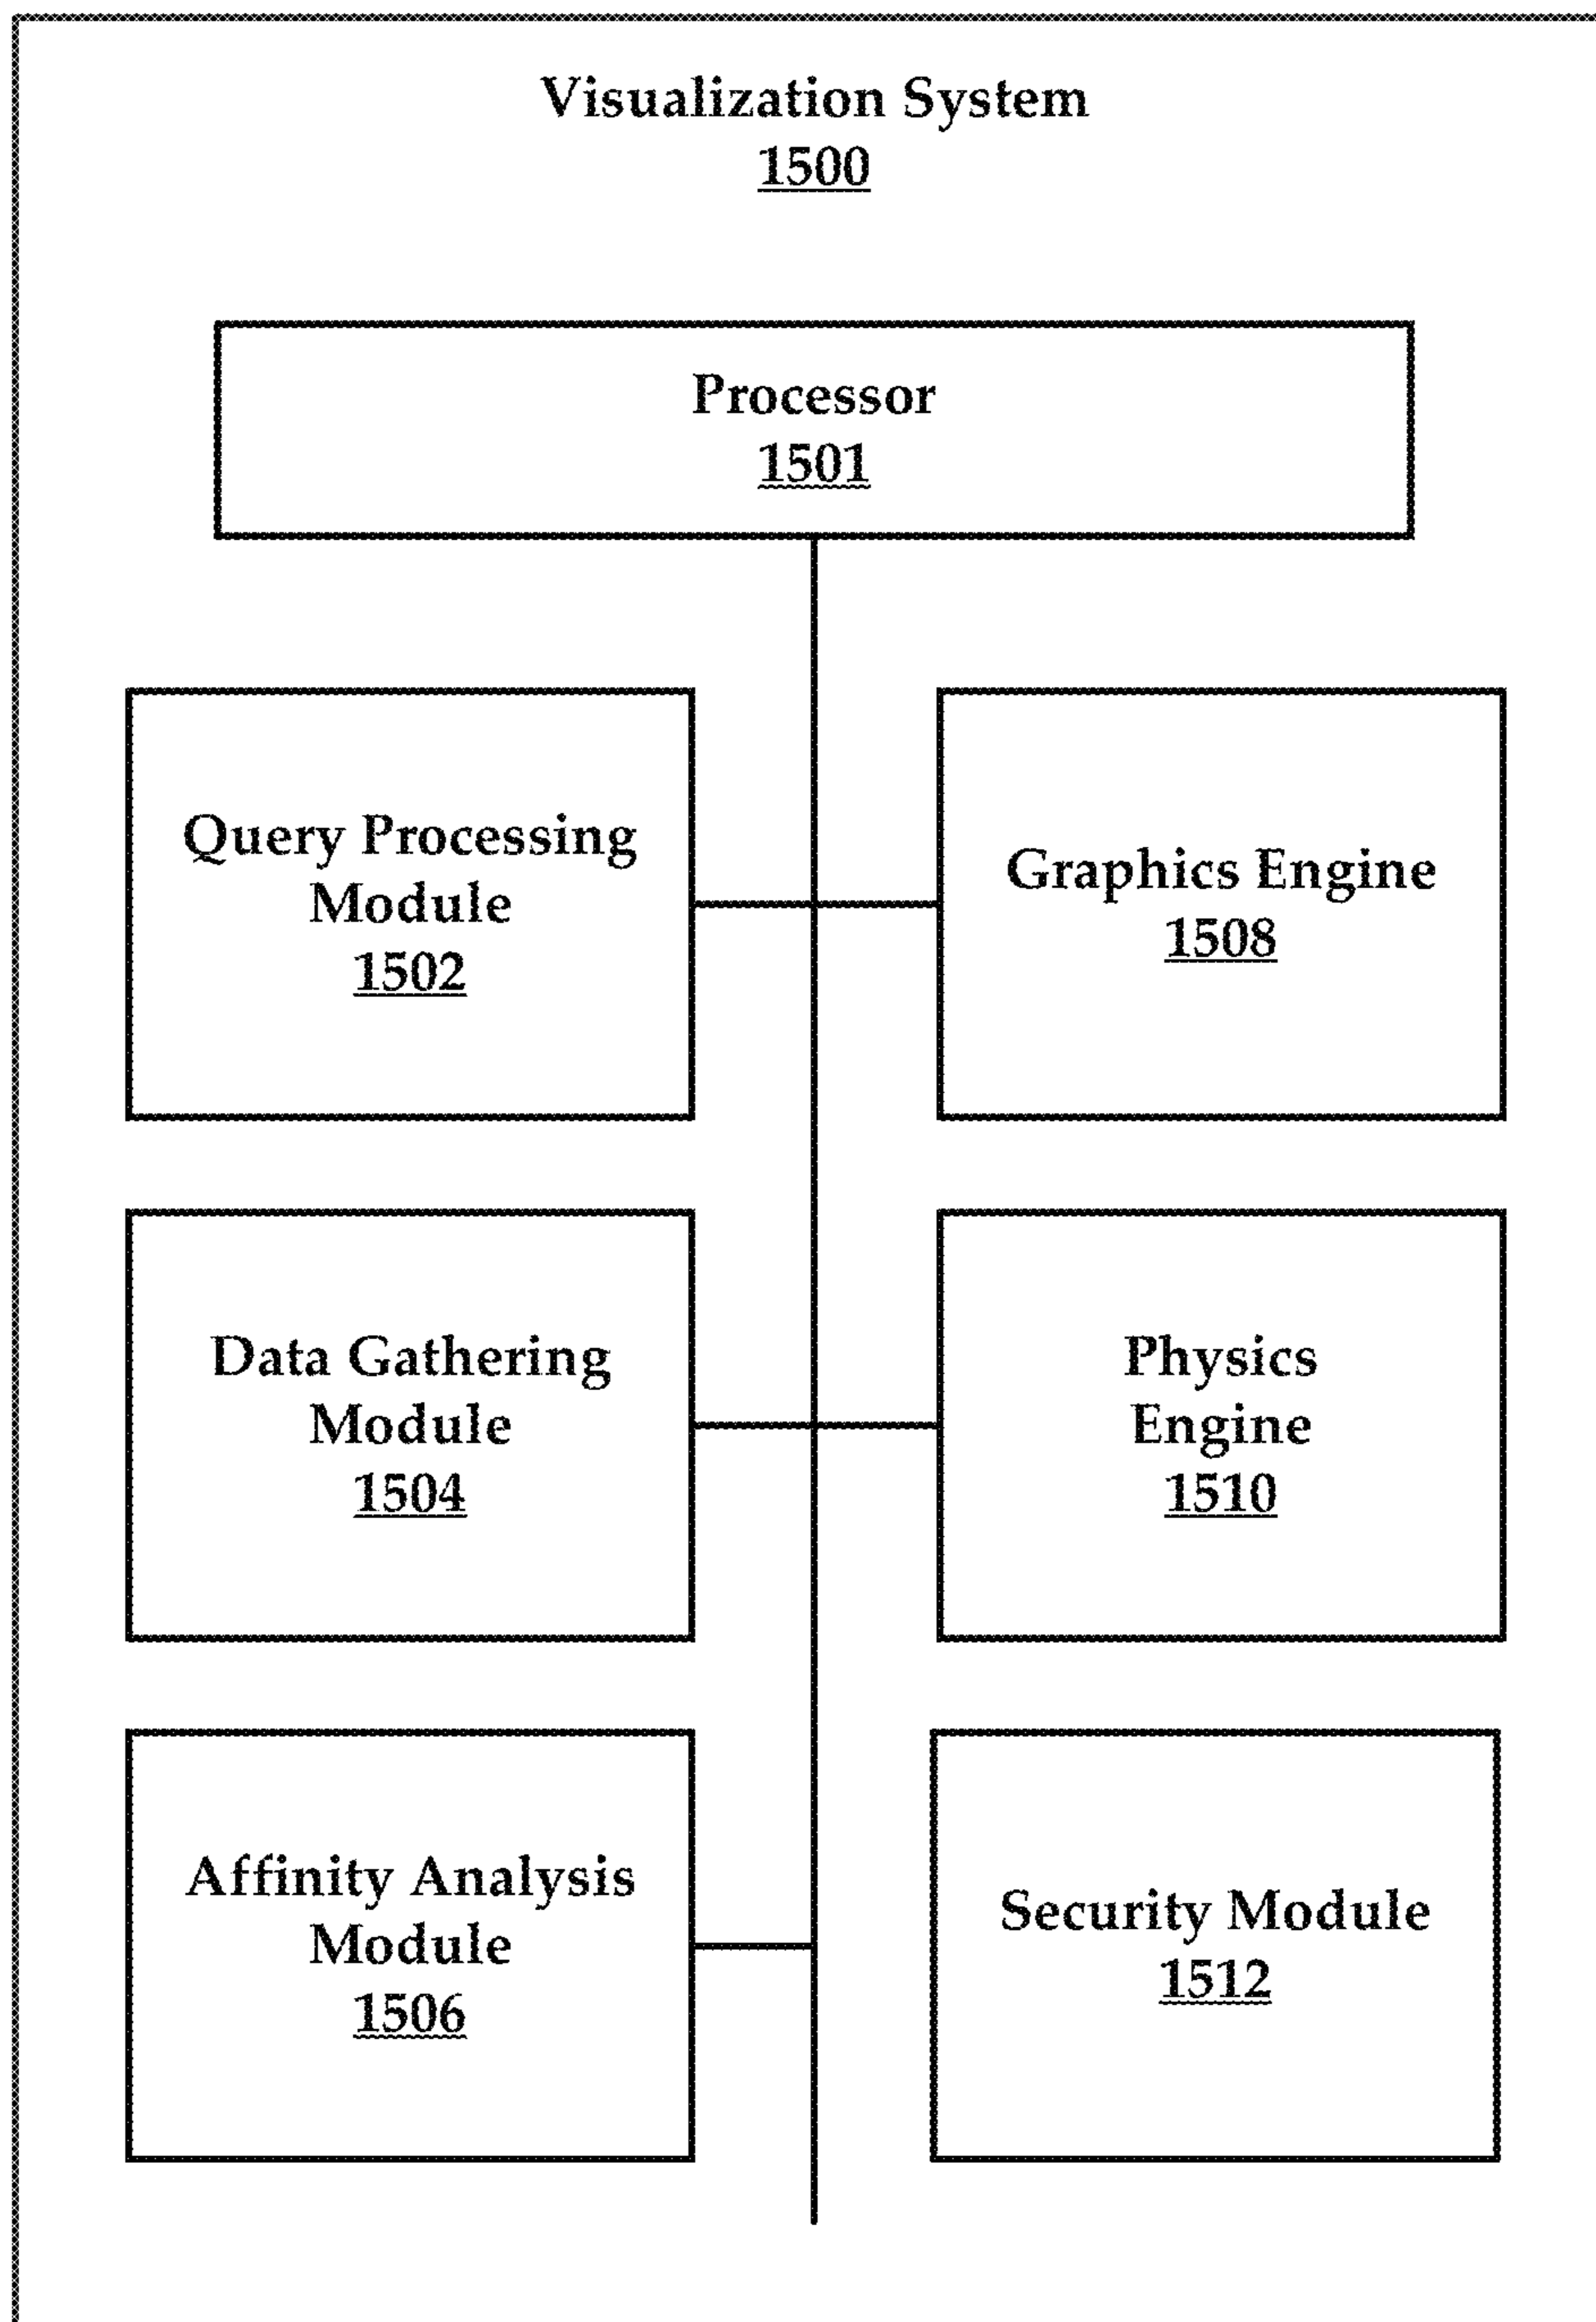 Visualization System
1500
Processor
1501
Query Processing
Module
1502
Graphics Engine
1508
Data Gathering
Module
1504
Physics
Engine
1510
Affinity Analysis
Module
1506
Security Module
1512